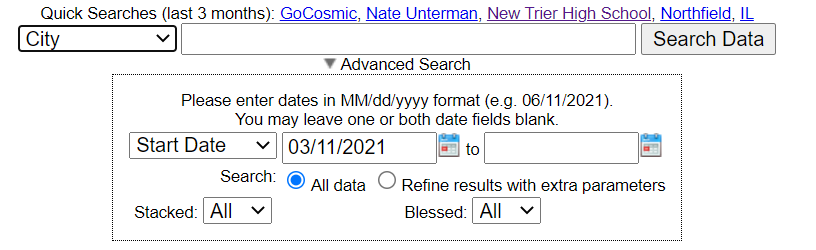 Quick Searches (last 3 months): GoCosmic, Nate Unterman, New Trier High School, Northfield, IL
City Search Data
Advanced Search
Please enter dates in MM/dd/yyyy format (e.g. 06/11/2021).
You may leave one or both date fields blank.
Start Date 03/11/2021 to
Search: All data Refine results with extra parameters
Stacked: All Blessed: All